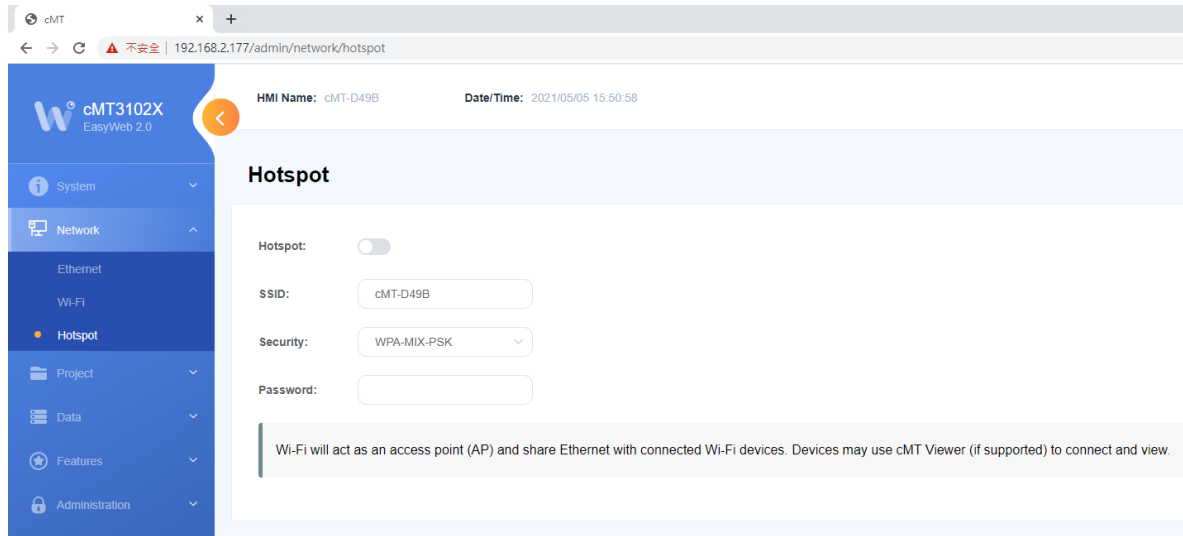 cMT
不安全 | 192.168.2.177/admin/network/hotspot
cMT3102X
EasyWeb 2.0
HMI Name: cMT-D49B Date/Time: 2021/05/05 15:50:58
System
Network
Ethernet
Wi-Fi
Hotspot
Project
Data
Features
Administration
Hotspot
Hotspot:
SSID: cMT-D49B
Security: WPA-MIX-PSK
Password:
Wi-Fi will act as an access point (AP) and share Ethernet with connected Wi-Fi devices. Devices may use cMT Viewer (if supported) to connect and view.